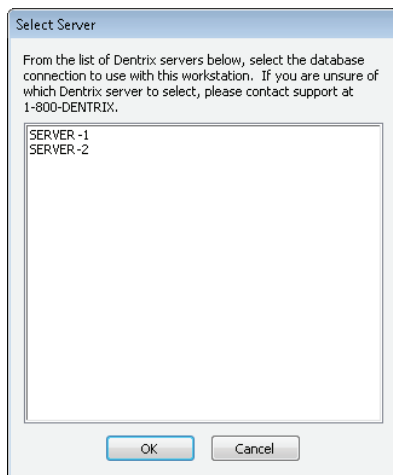 Select Server
From the list of Dentrix servers below, select the database
connection to use with this workstation. If you are unsure of
which Dentrix server to select, please contact support at
1-800-DENTRIX.
SERVER-1
SERVER-2
OK Cancel